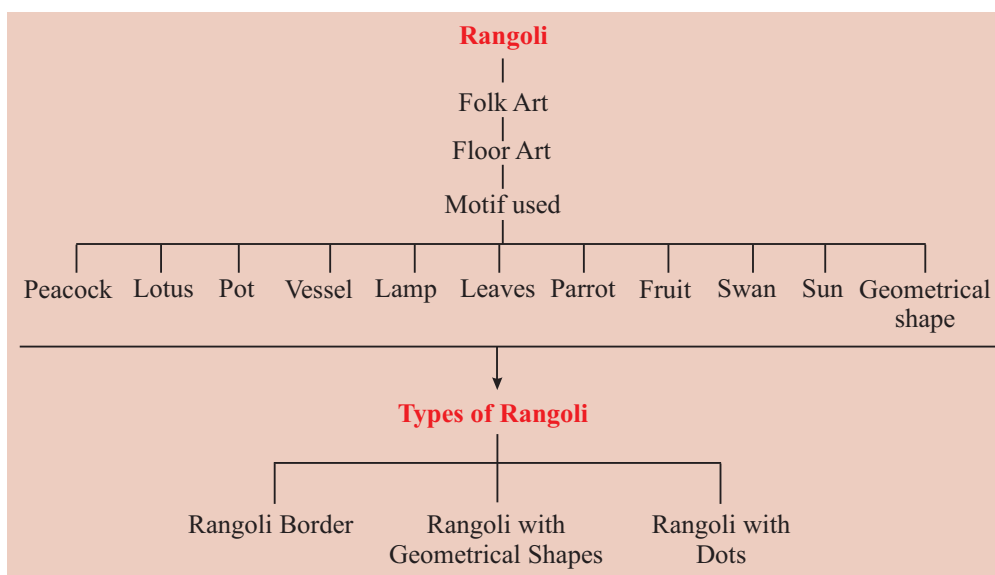 Rangoli
Folk Art
Floor Art
Motif used
Peacock Lotus Pot Vessel Lamp Leaves Parrot Fruit Swan Sun Geometrical
shape
Types of Rangoli
Rangoli Border Rangoli with Rangoli with
Geometrical Shapes Dots